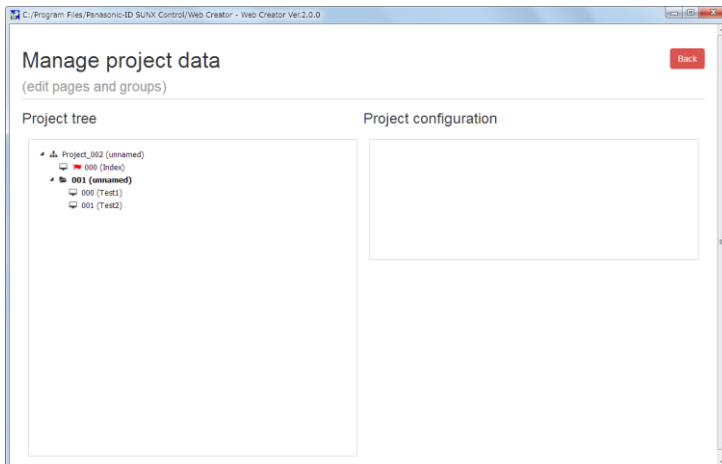 C:/Program Files/Panasonic-ID SUNX Control/Web Creator - Web Creator Ver.2.0.0
Manage project data
Back
(edit pages and groups)
Project tree
Project configuration
Project_002 (unnamed)
000 (Index)
001 (unnamed)
000 (Test1)
001 (Test2)